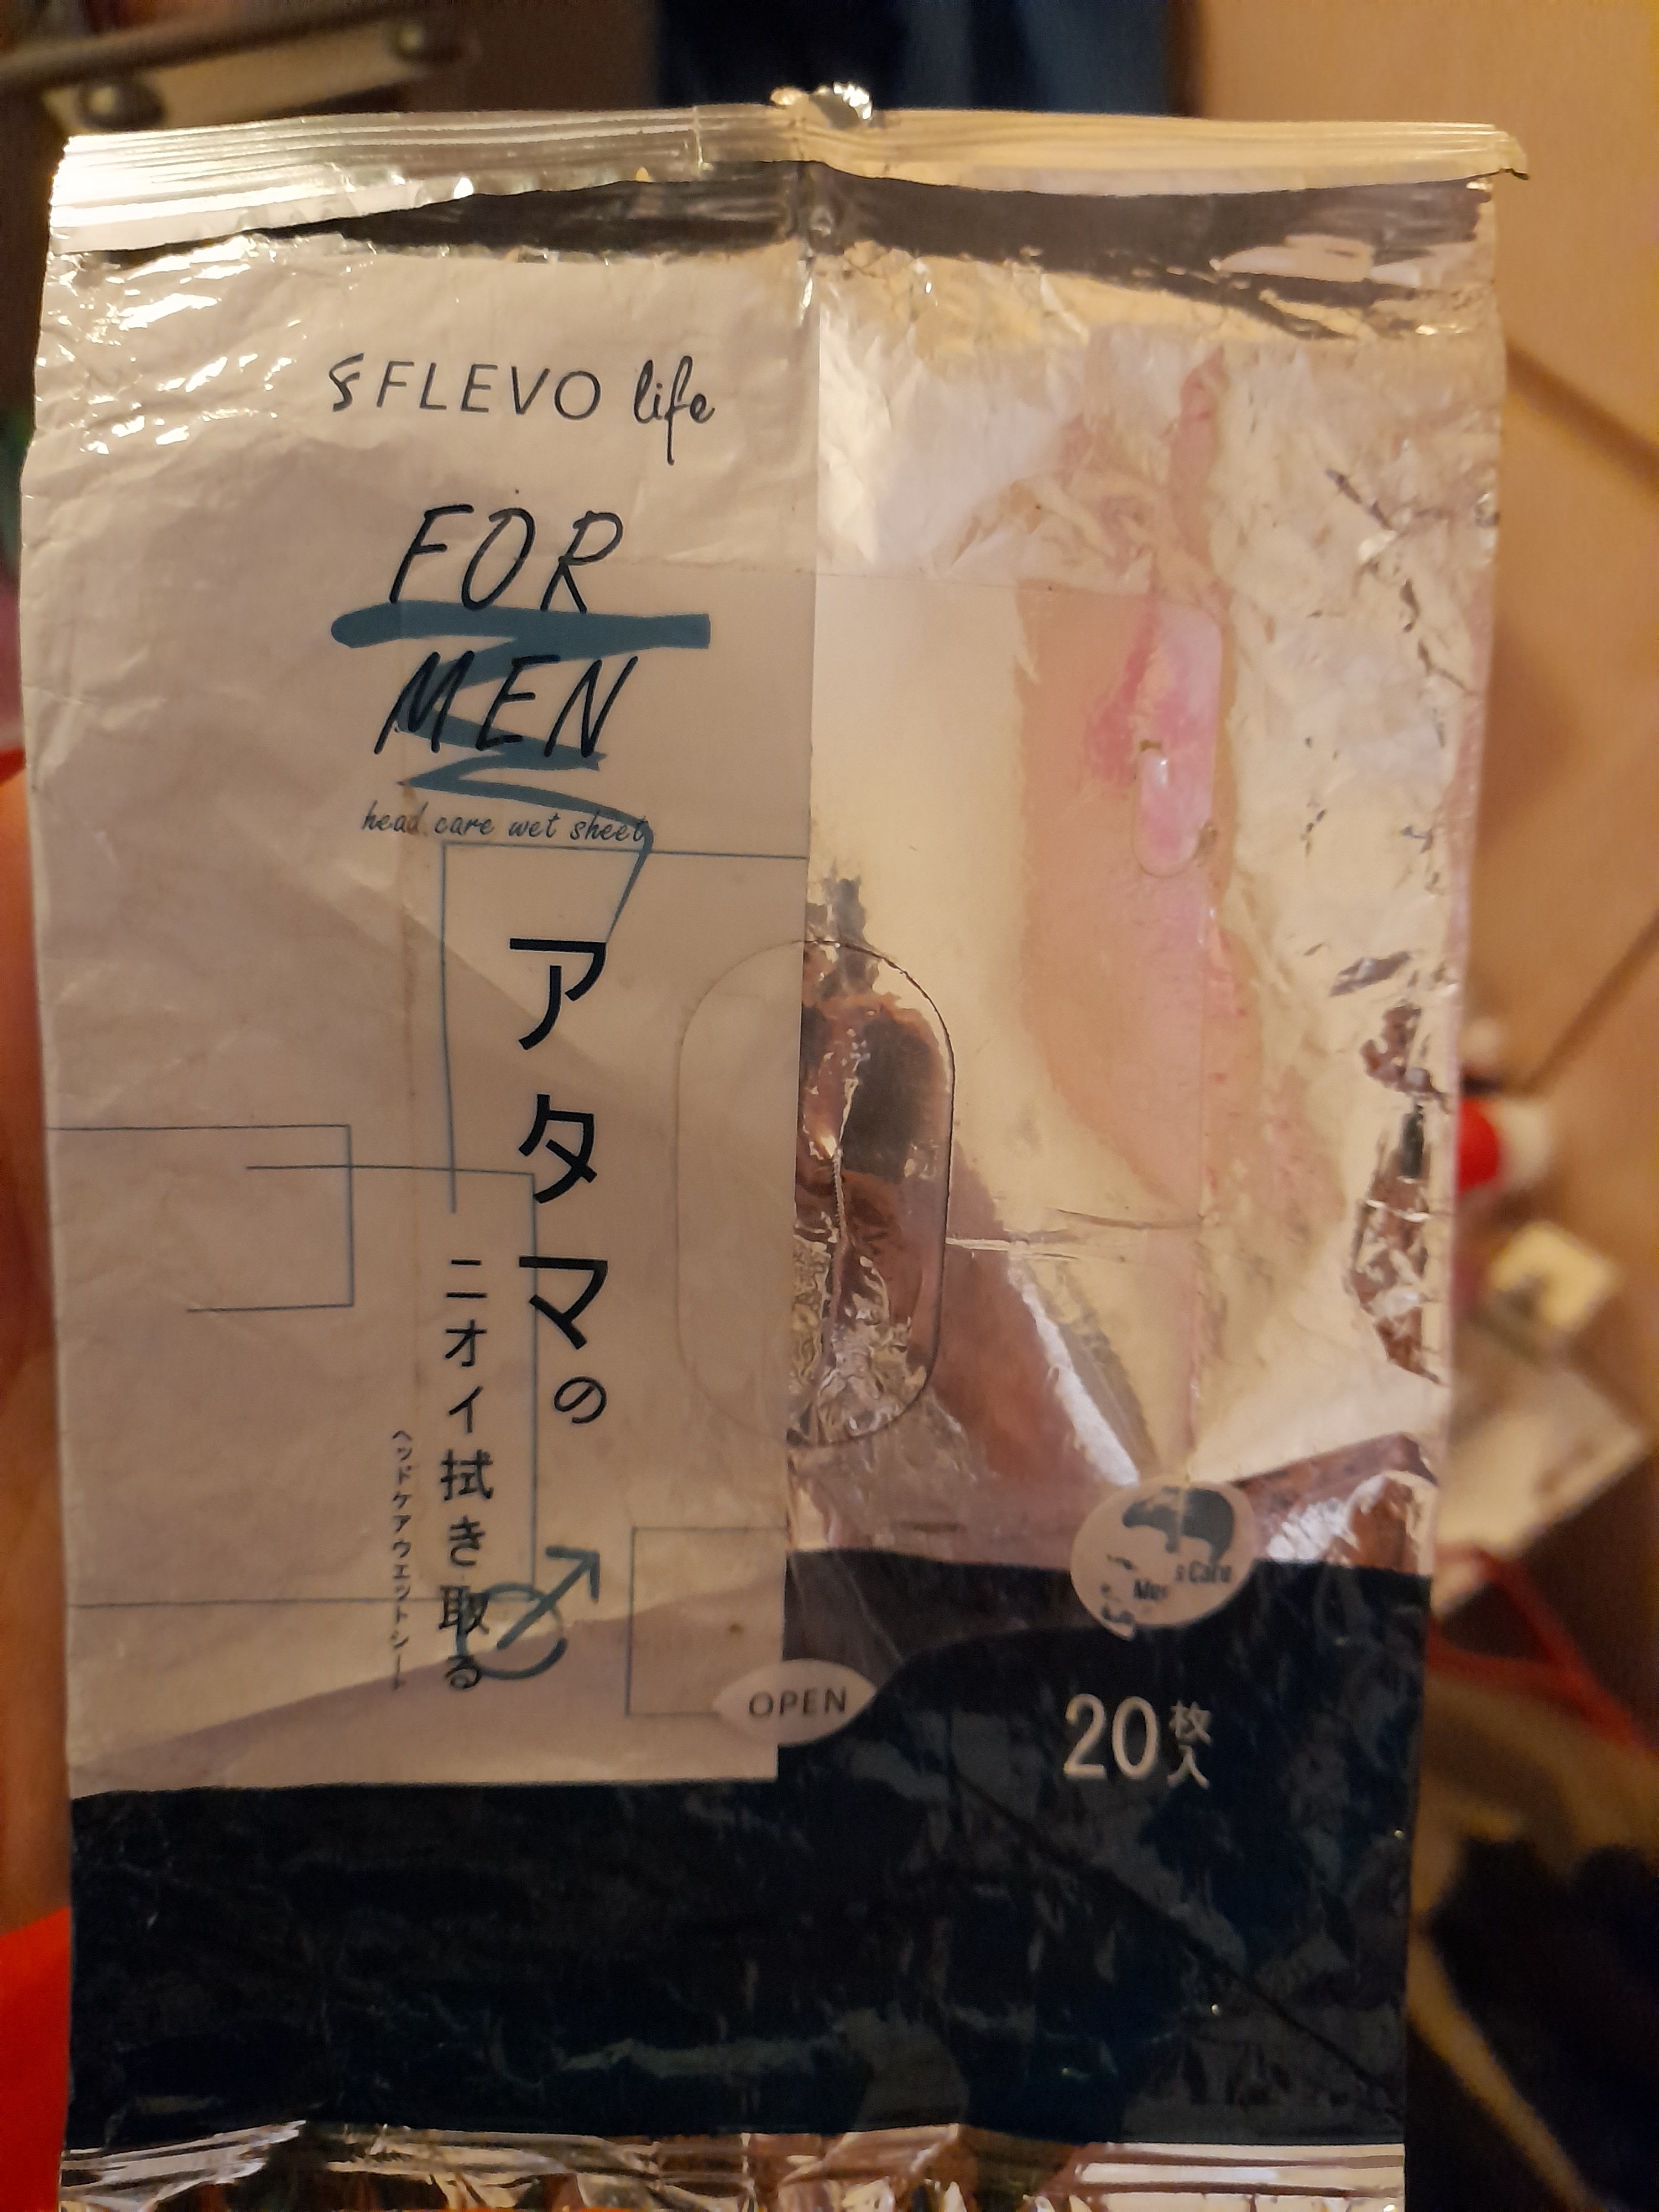 FLEVO life
FOR
MEN
head care wet sheet
アタマの
ニオイ拭き取る
ヘッドケアウエットシート
OPEN
Care
20枚入